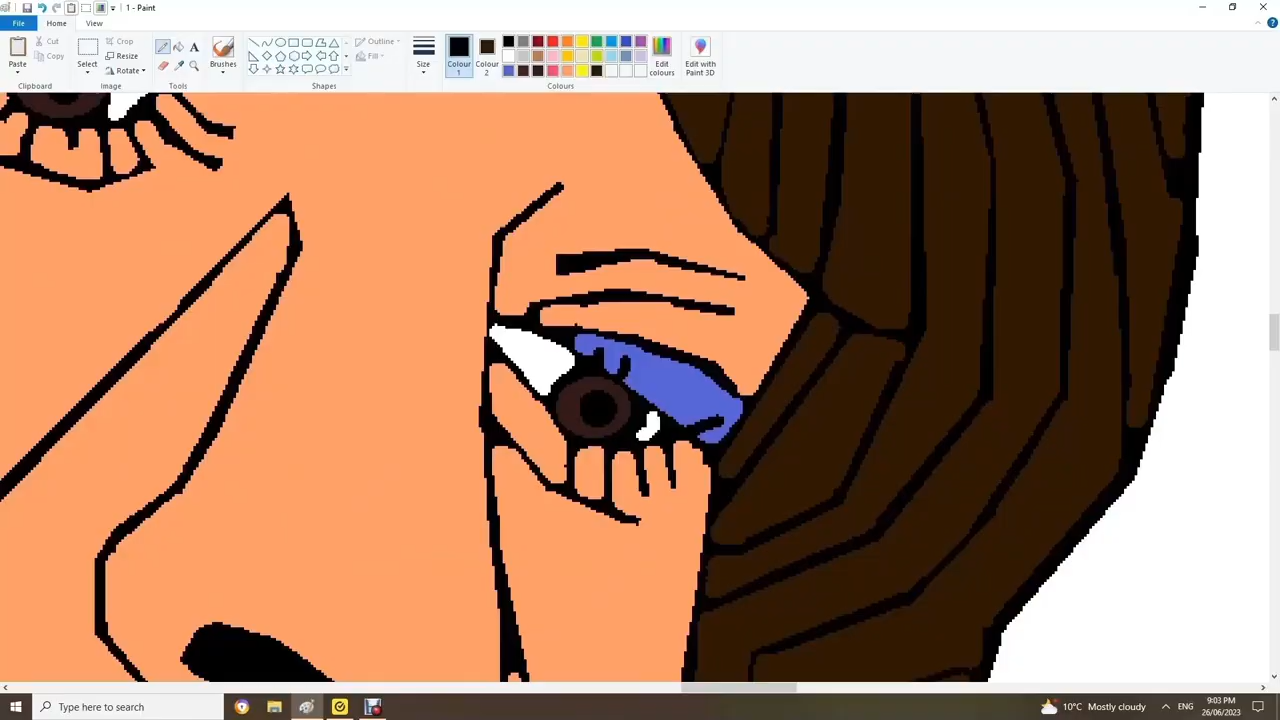 1 - Paint
File Home View
Paste
Cut
Copy
Clipboard
Select
Crop
Resize
Rotate
Image
A
Tools
Brushes
Outline
Fill
Shapes
Size
Colour
1
Colour
2
Edit
colours
Colours
Edit with
Paint 3D
Type here to search
10°C Mostly cloudy
ENG
9:03 PM
26/06/2023